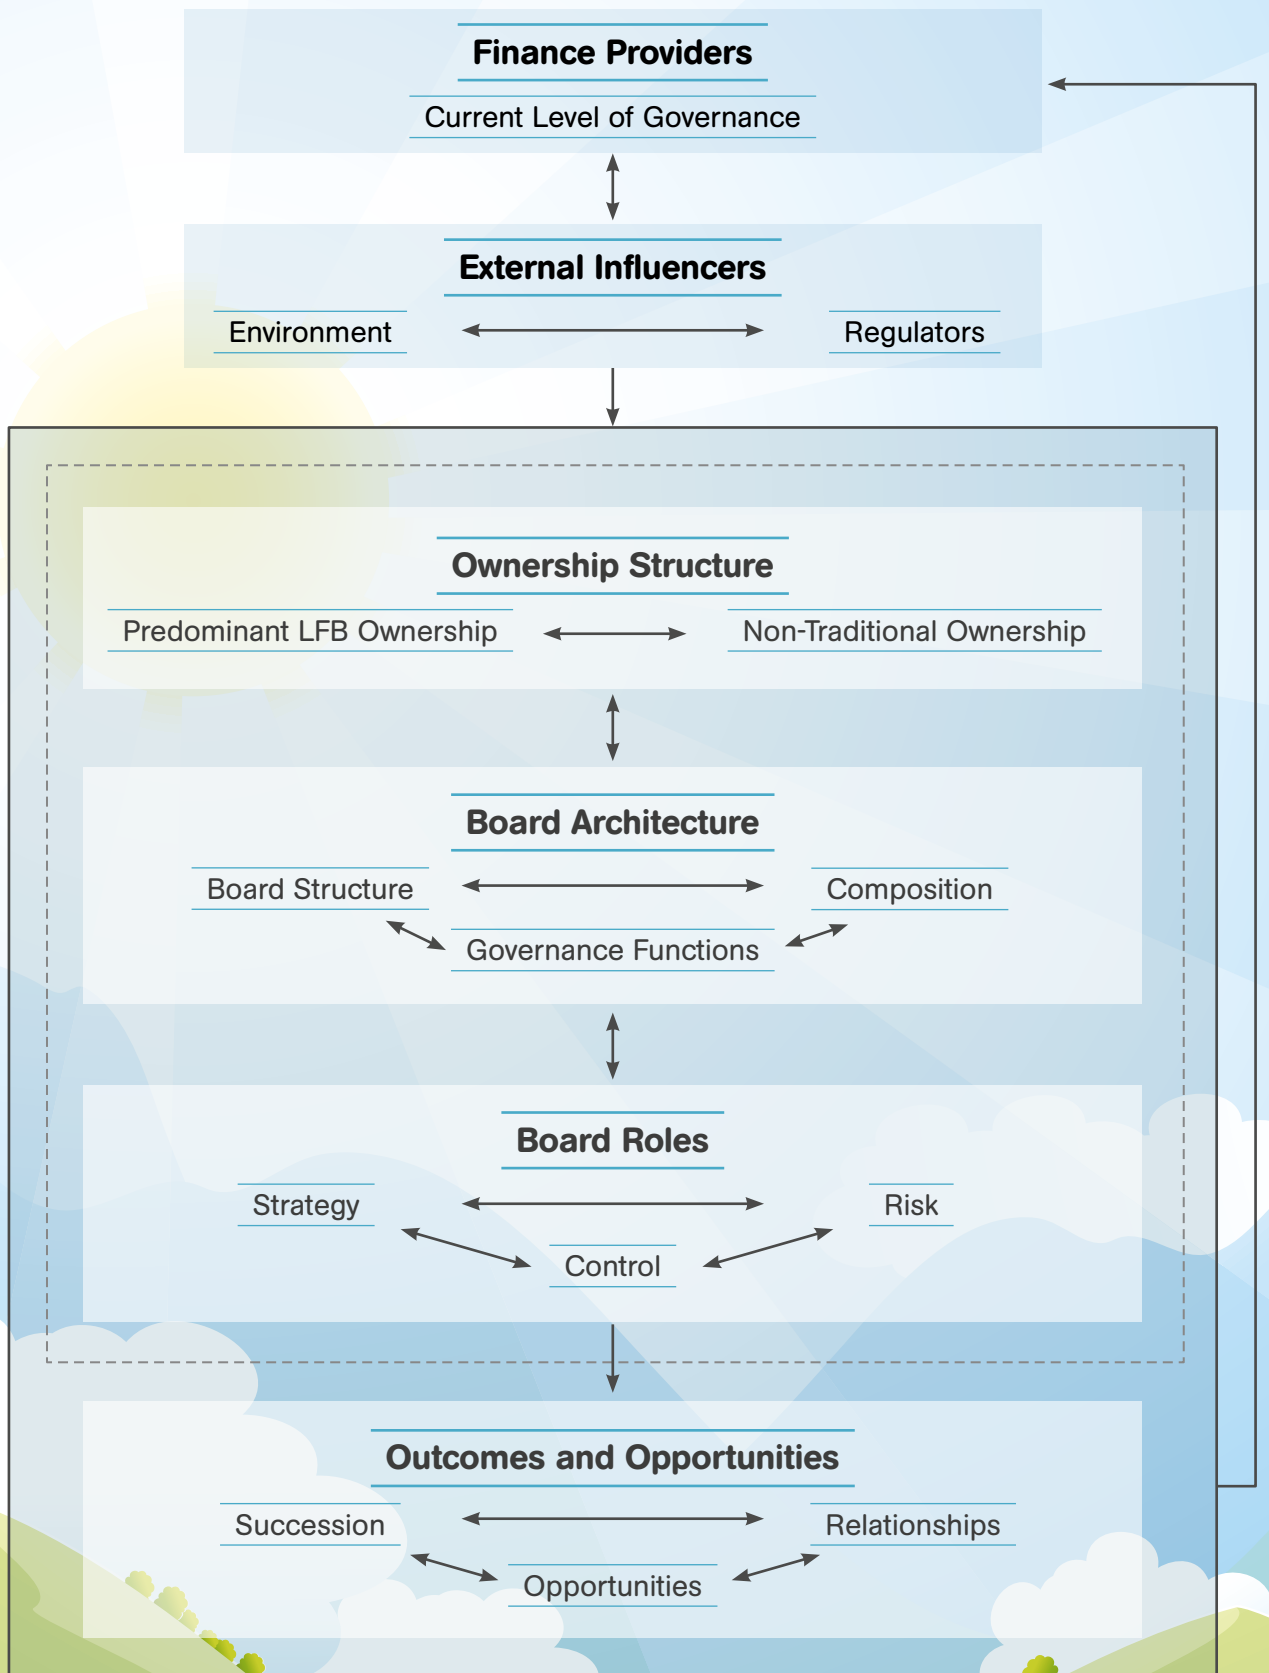 Finance Providers
Current Level of Governance
External Influencers
Environment
Regulators
Ownership Structure
Predominant LFB Ownership
Non-Traditional Ownership
Board Architecture
Board Structure
Composition
Governance Functions
Board Roles
Strategy
Risk
Control
Outcomes and Opportunities
Succession
Relationships
Opportunities